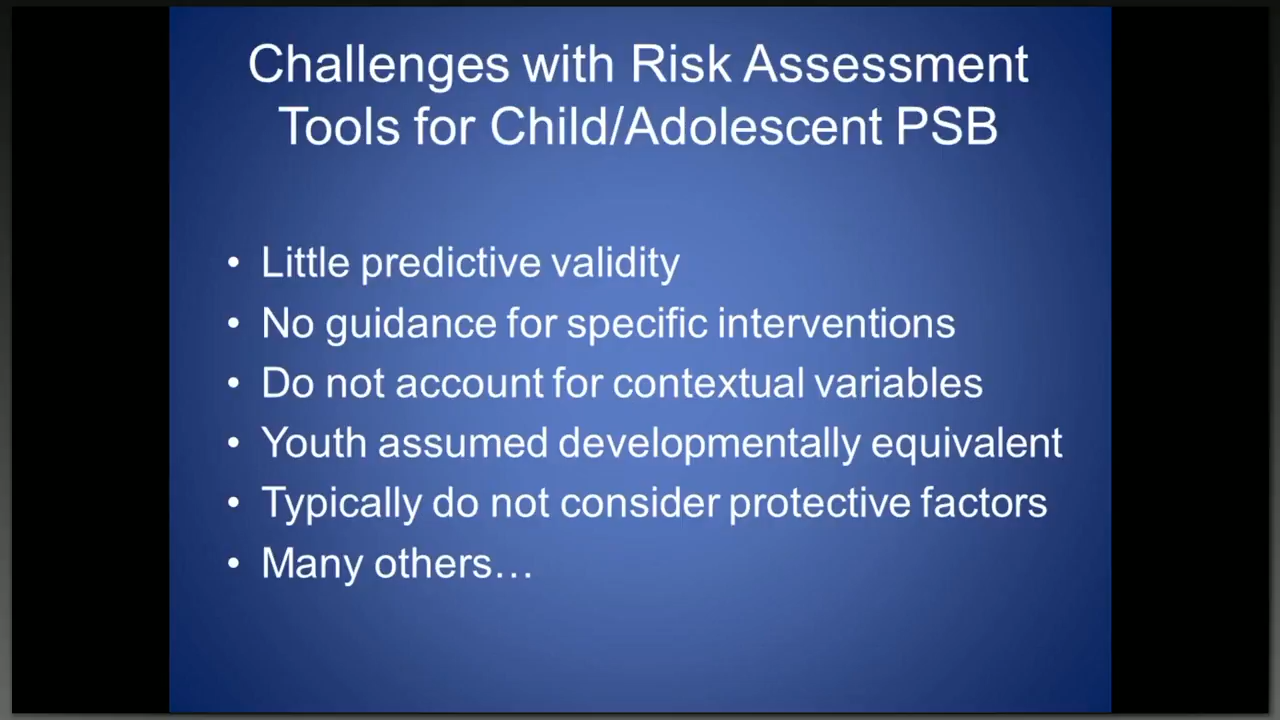 Challenges with Risk Assessment
Tools for Child/Adolescent PSB
• Little predictive validity
• No guidance for specific interventions
• Do not account for contextual variables
• Youth assumed developmentally equivalent
• Typically do not consider protective factors
• Many others…